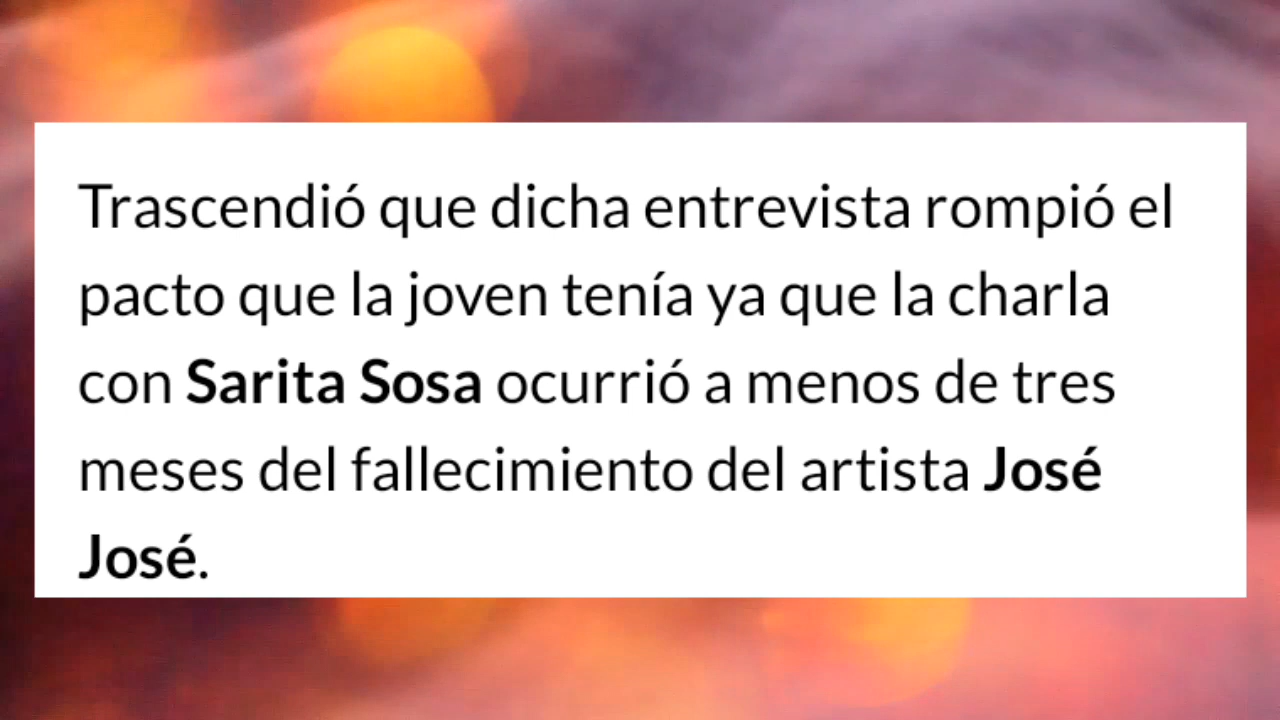 Trascendió que dicha entrevista rompió el
pacto que la joven tenía ya que la charla
con Sarita Sosa ocurrió a menos de tres
meses del fallecimiento del artista José
José.